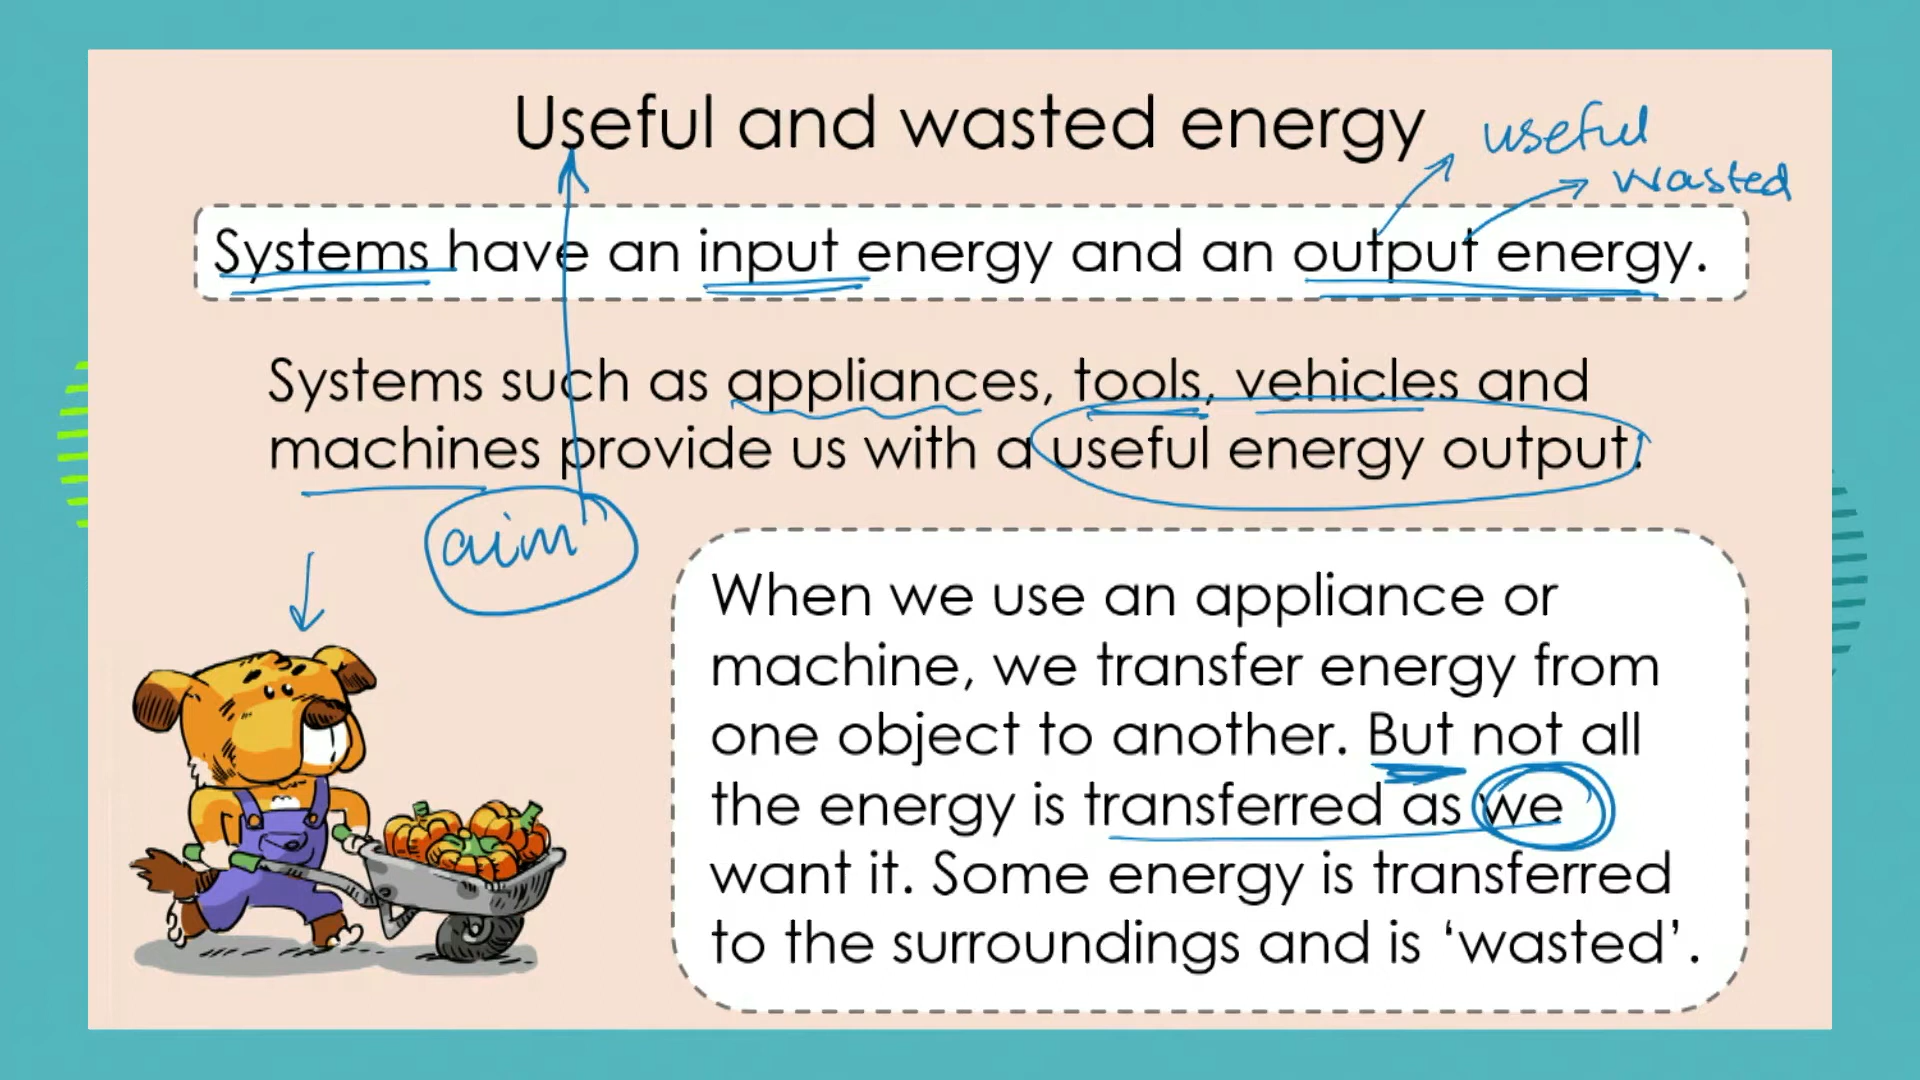 Useful and wasted energy
useful
wasted
Systems have an input energy and an output energy.
Systems such as appliances, tools, vehicles and
machines provide us with a useful energy output.
aim
When we use an appliance or
machine, we transfer energy from
one object to another. But not all
the energy is transferred as we
want it. Some energy is transferred
to the surroundings and is ‘wasted’.